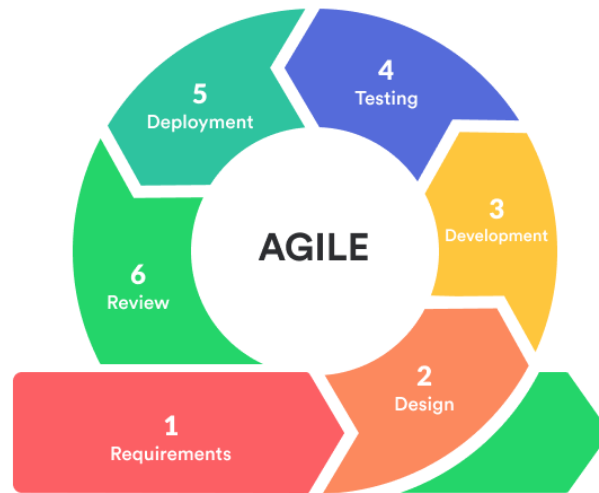 AGILE
1
Requirements
2
Design
3
Development
4
Testing
5
Deployment
6
Review